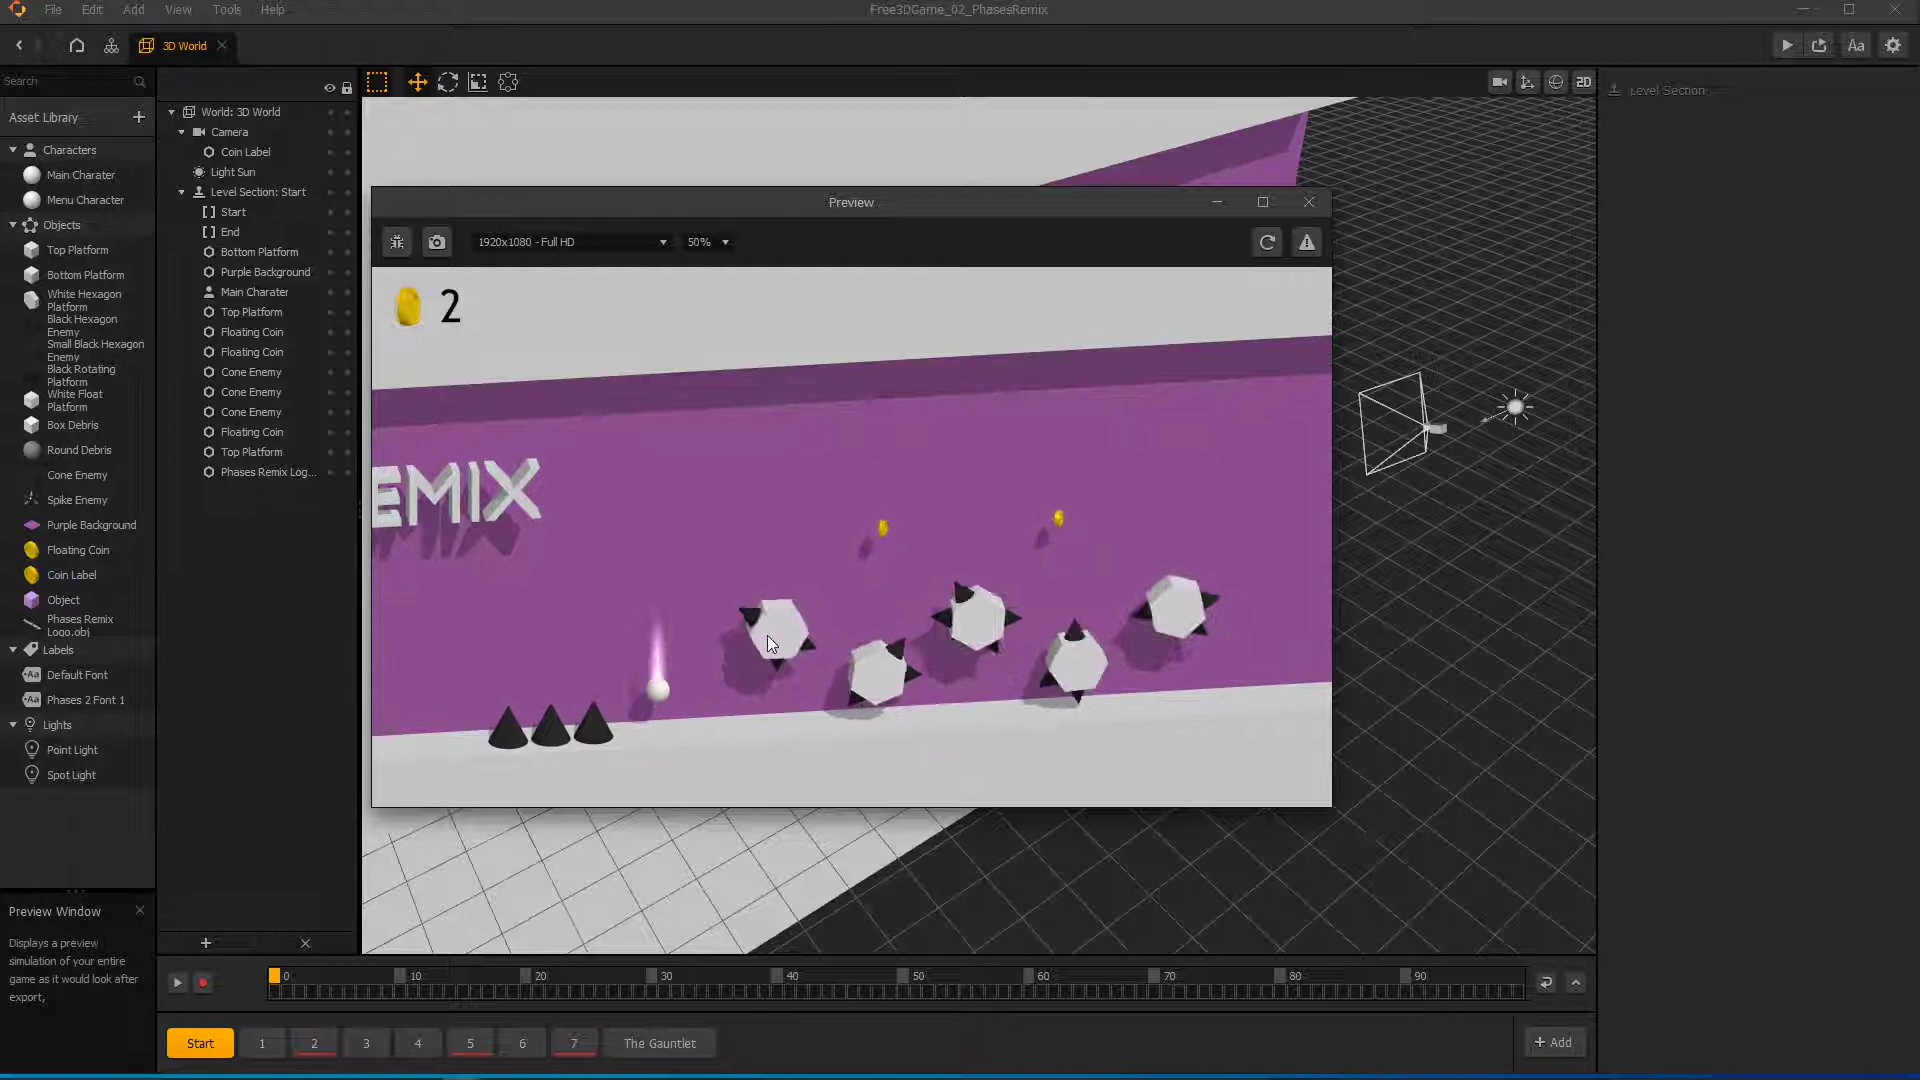 File Edit Add View Tools Help
Free3DGame_02_PhasesRemix
3D World
Aa
Search
Asset Library
Characters
Main Charater
Menu Character
Objects
Top Platform
Bottom Platform
White Hexagon
Platform
Black Hexagon
Enemy
Small Black Hexagon
Enemy
Black Rotating
Platform
White Float
Platform
Box Debris
Round Debris
Cone Enemy
Spike Enemy
Purple Background
Floating Coin
Coin Label
Object
Phases Remix
Logo.obj
Labels
Aa Default Font
Aa Phases 2 Font 1
Lights
Point Light
Spot Light
Preview Window
Displays a preview
simulation of your entire
game as it would look after
export,
World: 3D World
Camera
Coin Label
Light Sun
Level Section: Start
Start
End
Bottom Platform
Purple Background
Main Charater
Top Platform
Floating Coin
Floating Coin
Cone Enemy
Cone Enemy
Cone Enemy
Floating Coin
Top Platform
Phases Remix Log...
2D
Preview
1920x1080 - Full HD
50%
2
EMIX
Level Section
0 10 20 30 40 50 60 70 80 90
Start 1 2 3 4 5 6 7 The Gauntlet
+ Add